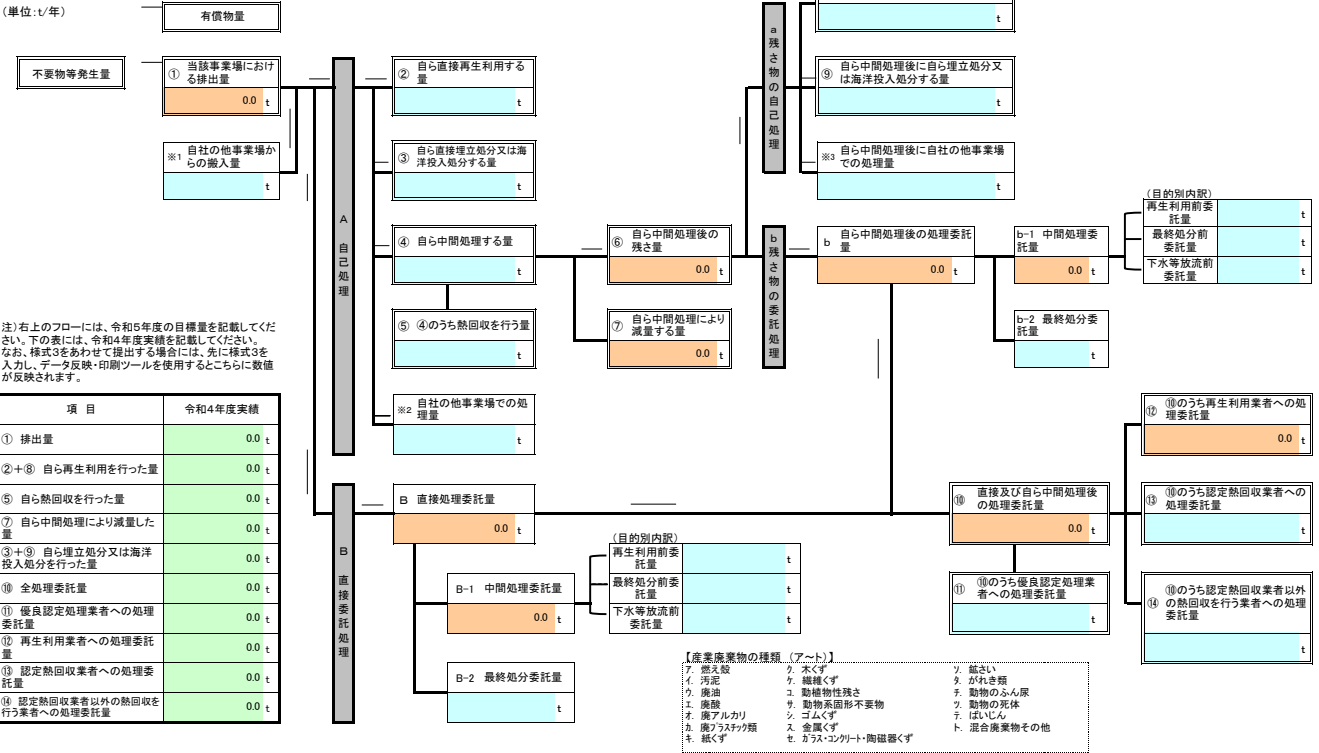 (単位:t/年)
有償物量
t
不要物等発生量
① 当該事業場におけ
る排出量
0.0 t
※1 自社の他事業場か
らの搬入量
t
A 自己処理
② 自ら直接再生利用する
量
t
③ 自ら直接埋立処分又は海
洋投入処分する量
t
④ 自ら中間処理する量
t
⑤ ④のうち熱回収を行う量
t
※2 自社の他事業場での処
理量
t
⑥ 自ら中間処理後の
残さ量
0.0 t
⑦ 自ら中間処理により
減量する量
0.0 t
a 残さ物の自己処理
⑨ 自ら中間処理後に自ら埋立処分又
は海洋投入処分する量
t
※3 自ら中間処理後に自社の他事業場
での処理量
t
b 残さ物の委託処理
b 自ら中間処理後の処理委託
量
0.0 t
b-1 中間処理委
託量
0.0 t
(目的別内訳)
再生利用前委
託量
t
最終処分前
委託量
t
下水等放流前
委託量
t
b-2 最終処分委
託量
t
注)右上のフローには、令和5年度の目標量を記載してくだ
さい。下の表には、令和4年度実績を記載してください。
なお、様式3をあわせて提出する場合には、先に様式3を
入力し、データ反映・印刷ツールを使用するとこちらに数値
が反映されます。
項 目 令和4年度実績
① 排出量 0.0 t
②+⑧ 自ら再生利用を行った量 0.0 t
⑤ 自ら熱回収を行った量 0.0 t
⑦ 自ら中間処理により減量した
量 0.0 t
③+⑨ 自ら埋立処分又は海洋
投入処分を行った量 0.0 t
⑩ 全処理委託量 0.0 t
⑪ 優良認定処理業者への処理
委託量 0.0 t
⑫ 再生利用業者への処理委託
量 0.0 t
⑬ 認定熱回収業者への処理委
託量 0.0 t
⑭ 認定熱回収業者以外の熱回収を
行う業者への処理委託量 0.0 t
B 直接委託処理
B 直接処理委託量
0.0 t
B-1 中間処理委託量
0.0 t
(目的別内訳)
再生利用前委
託量
t
最終処分前委
託量
t
下水等放流前
委託量
t
B-2 最終処分委託量
t
⑩ 直接及び自ら中間処理後
の処理委託量
0.0 t
⑪ ⑩のうち優良認定処理業
者への処理委託量
t
⑫ ⑩のうち再生利用業者への処
理委託量
0.0 t
⑬ ⑩のうち認定熱回収業者への
処理委託量
t
⑭ ⑩のうち認定熱回収業者以外
の熱回収を行う業者への処理
委託量
t
【産業廃棄物の種類 (ア~ト)】
ア. 燃え殻
イ. 汚泥
ウ. 廃油
エ. 廃酸
オ. 廃アルカリ
カ. 廃プラスチック類
キ. 紙くず
ク. 木くず
ケ. 繊維くず
コ. 動植物性残さ
サ. 動物系固形不要物
シ. ゴムくず
ス. 金属くず
セ. ガラス・コンクリート・陶磁器くず
ソ. 鉱さい
タ. がれき類
チ. 動物のふん尿
ツ. 動物の死体
テ. ばいじん
ト. 混合廃棄物その他